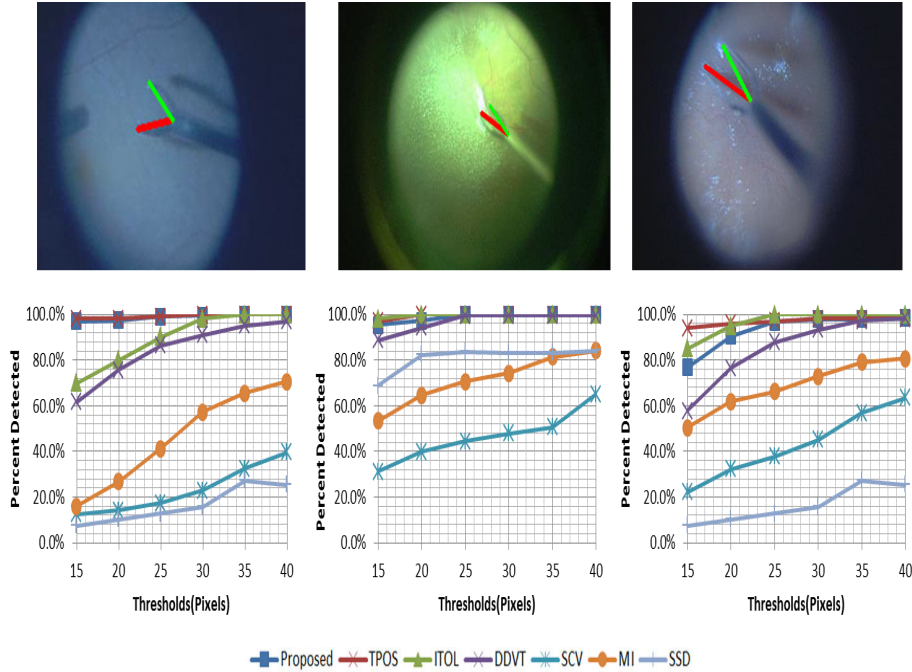 100.0%
80.0%
60.0%
40.0%
20.0%
0.0%
Percent Detected
15 20 25 30 35 40
Thresholds(Pixels)
100.0%
80.0%
60.0%
40.0%
20.0%
0.0%
Percent Detected
15 20 25 30 35 40
Thresholds(Pixels)
100.0%
80.0%
60.0%
40.0%
20.0%
0.0%
Percent Detected
15 20 25 30 35 40
Thresholds(Pixels)
Proposed TPOS ITOL DDVT SCV MI SSD